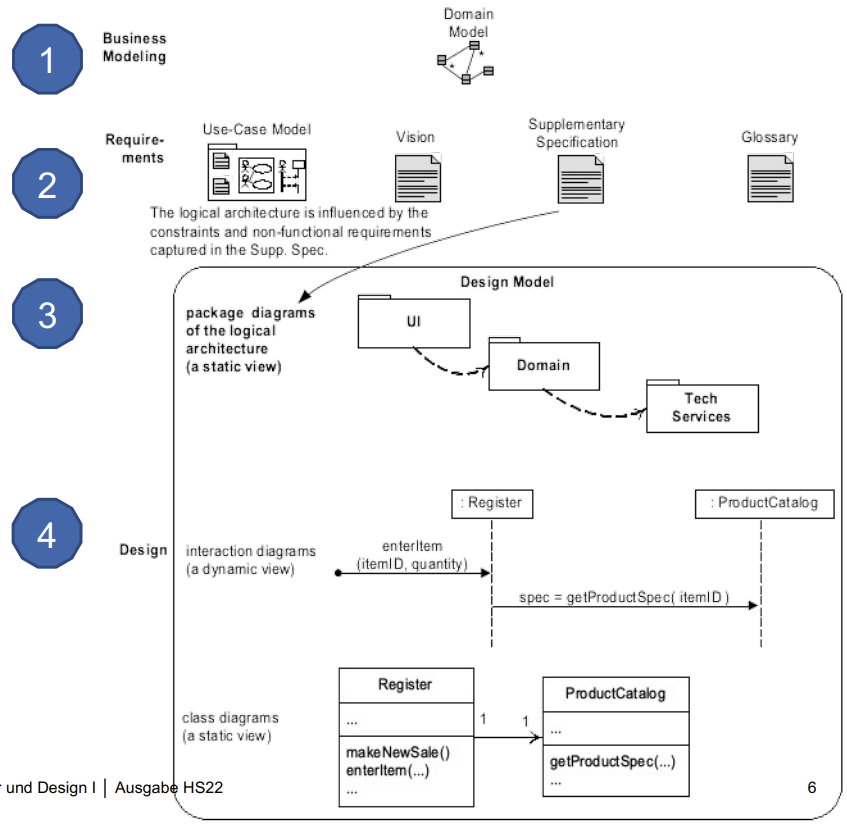 1
Business
Modeling
Domain
Model
*
*
2
Require-
ments
Use-Case Model
Vision
Supplementary
Specification
Glossary
The logical architecture is influenced by the
constraints and non-functional requirements
captured in the Supp. Spec.
3
Design Model
package diagrams
of the logical
architecture
(a static view)
UI
Domain
Tech
Services
4
Design
interaction diagrams
(a dynamic view)
: Register
: ProductCatalog
enterItem
(itemID, quantity)
spec = getProductSpec( itemID )
class diagrams
(a static view)
Register
...
makeNewSale()
enterItem(...)
...
1
1
ProductCatalog
...
getProductSpec(...)
...
r und Design I | Ausgabe HS22
6